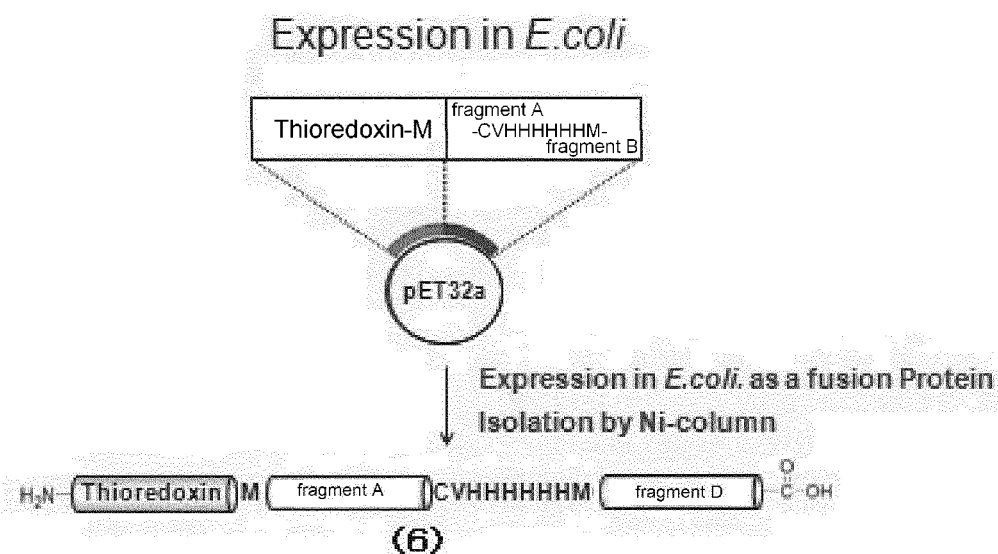 Expression in E.coli
Thioredoxin-M
fragment A
-CVHHHHHHM-
fragment B
pET32a
Expression in E.coli. as a fusion Protein
Isolation by Ni-column
H2N Thioredoxin M fragment A CVHHHHHHM fragment D C OH
O
(6)